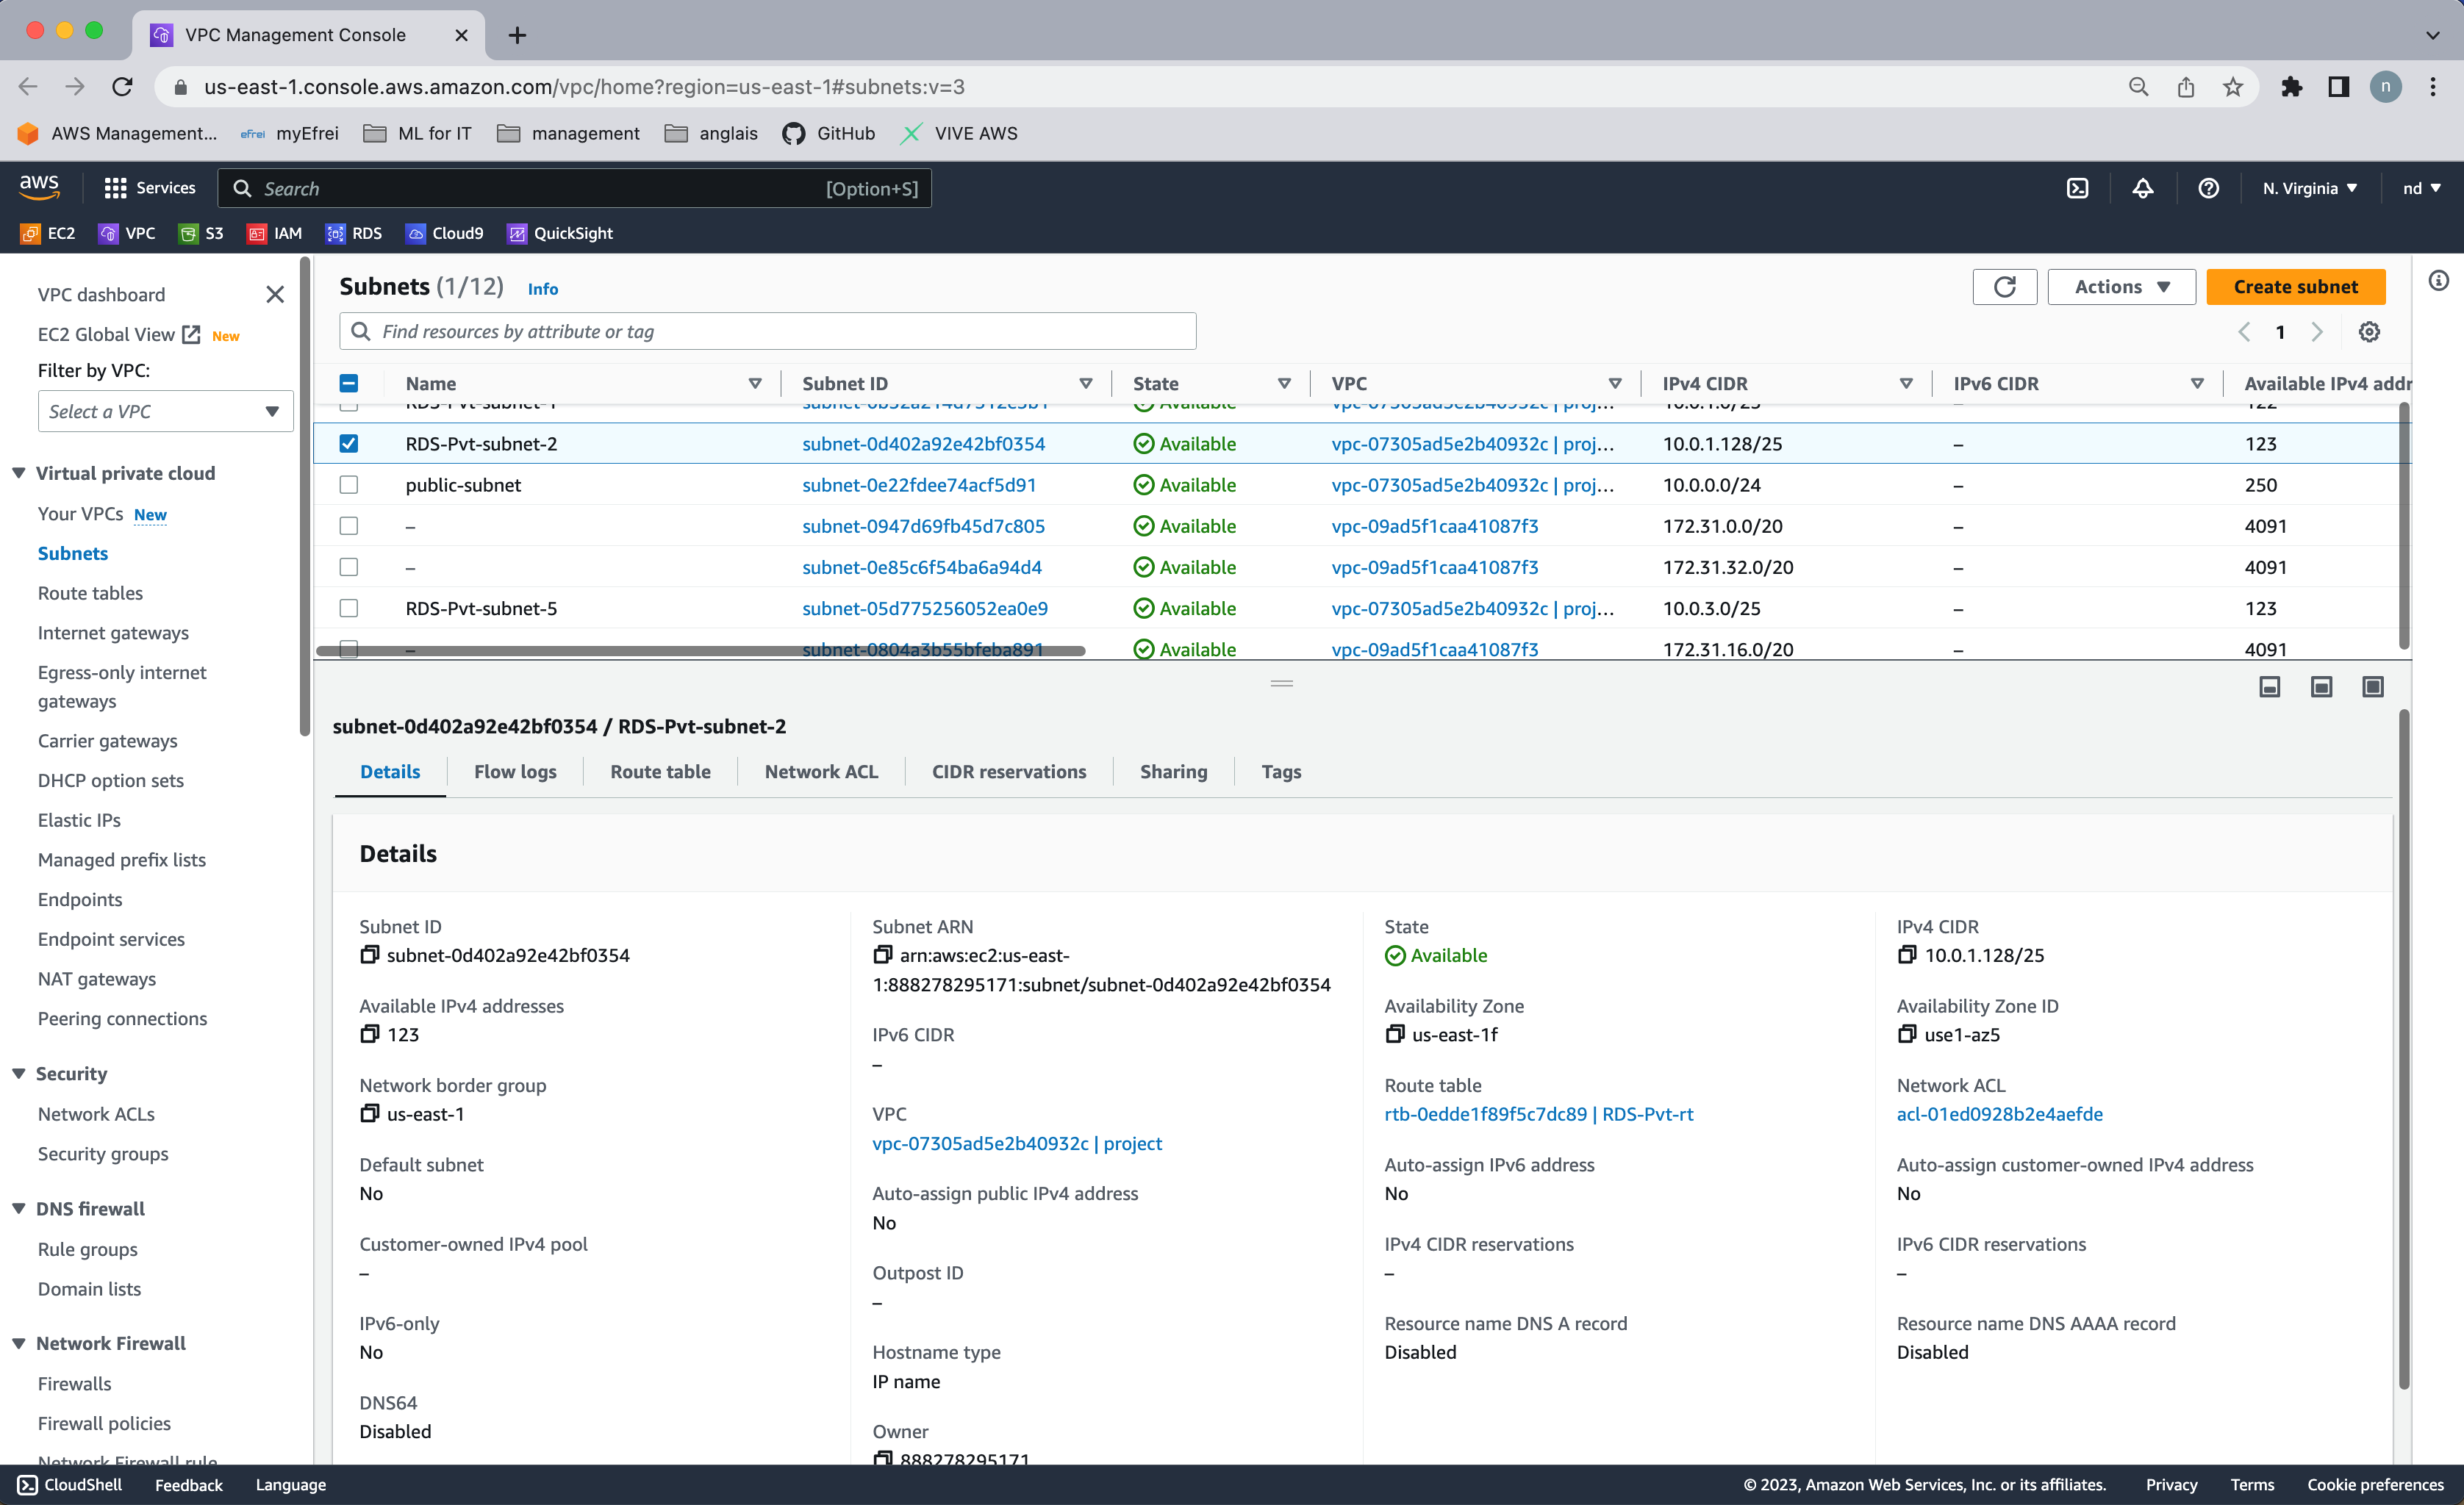 VPC Management Console
us-east-1.console.aws.amazon.com/vpc/home?region=us-east-1#subnets:v=3
n
AWS Management...
efrei myEfrei
ML for IT
management
anglais
GitHub
VIVE AWS
aws
Services
Search
[Option+S]
N. Virginia
nd
EC2
VPC
S3
IAM
RDS
Cloud9
QuickSight
VPC dashboard
EC2 Global View New
Filter by VPC:
Select a VPC
Virtual private cloud
Your VPCs New
Subnets
Route tables
Internet gateways
Egress-only internet
gateways
Carrier gateways
DHCP option sets
Elastic IPs
Managed prefix lists
Endpoints
Endpoint services
NAT gateways
Peering connections
Security
Network ACLs
Security groups
DNS firewall
Rule groups
Domain lists
Network Firewall
Firewalls
Firewall policies
Network Firewall rule
Subnets (1/12) Info
Actions
Create subnet
Find resources by attribute or tag
1
Name Subnet ID State VPC IPv4 CIDR IPv6 CIDR Available IPv4 addr
RDS-Pvt-subnet-1 Available vpc-07305ad5e2b40932c | proj... 10.0.1.0/25 – 122
RDS-Pvt-subnet-2 subnet-0d402a92e42bf0354 Available vpc-07305ad5e2b40932c | proj... 10.0.1.128/25 – 123
public-subnet subnet-0e22fdee74acf5d91 Available vpc-07305ad5e2b40932c | proj... 10.0.0.0/24 – 250
– subnet-0947d69fb45d7c805 Available vpc-09ad5f1caa41087f3 172.31.0.0/20 – 4091
– subnet-0e85c6f54ba6a94d4 Available vpc-09ad5f1caa41087f3 172.31.32.0/20 – 4091
RDS-Pvt-subnet-5 subnet-05d775256052ea0e9 Available vpc-07305ad5e2b40932c | proj... 10.0.3.0/25 – 123
– subnet-0804a3b55bfeba891 Available vpc-09ad5f1caa41087f3 172.31.16.0/20 – 4091
subnet-0d402a92e42bf0354 / RDS-Pvt-subnet-2
Details Flow logs Route table Network ACL CIDR reservations Sharing Tags
Details
Subnet ID
subnet-0d402a92e42bf0354
Available IPv4 addresses
123
Network border group
us-east-1
Default subnet
No
Customer-owned IPv4 pool
–
IPv6-only
No
DNS64
Disabled
Subnet ARN
arn:aws:ec2:us-east-
1:888278295171:subnet/subnet-0d402a92e42bf0354
IPv6 CIDR
–
VPC
vpc-07305ad5e2b40932c | project
Auto-assign public IPv4 address
No
Outpost ID
–
Hostname type
IP name
Owner
888278295171
State
Available
Availability Zone
us-east-1f
Route table
rtb-0edde1f89f5c7dc89 | RDS-Pvt-rt
Auto-assign IPv6 address
No
IPv4 CIDR reservations
–
Resource name DNS A record
Disabled
IPv4 CIDR
10.0.1.128/25
Availability Zone ID
use1-az5
Network ACL
acl-01ed0928b2e4aefde
Auto-assign customer-owned IPv4 address
No
IPv6 CIDR reservations
–
Resource name DNS AAAA record
Disabled
CloudShell
Feedback
Language
© 2023, Amazon Web Services, Inc. or its affiliates.
Privacy
Terms
Cookie preferences